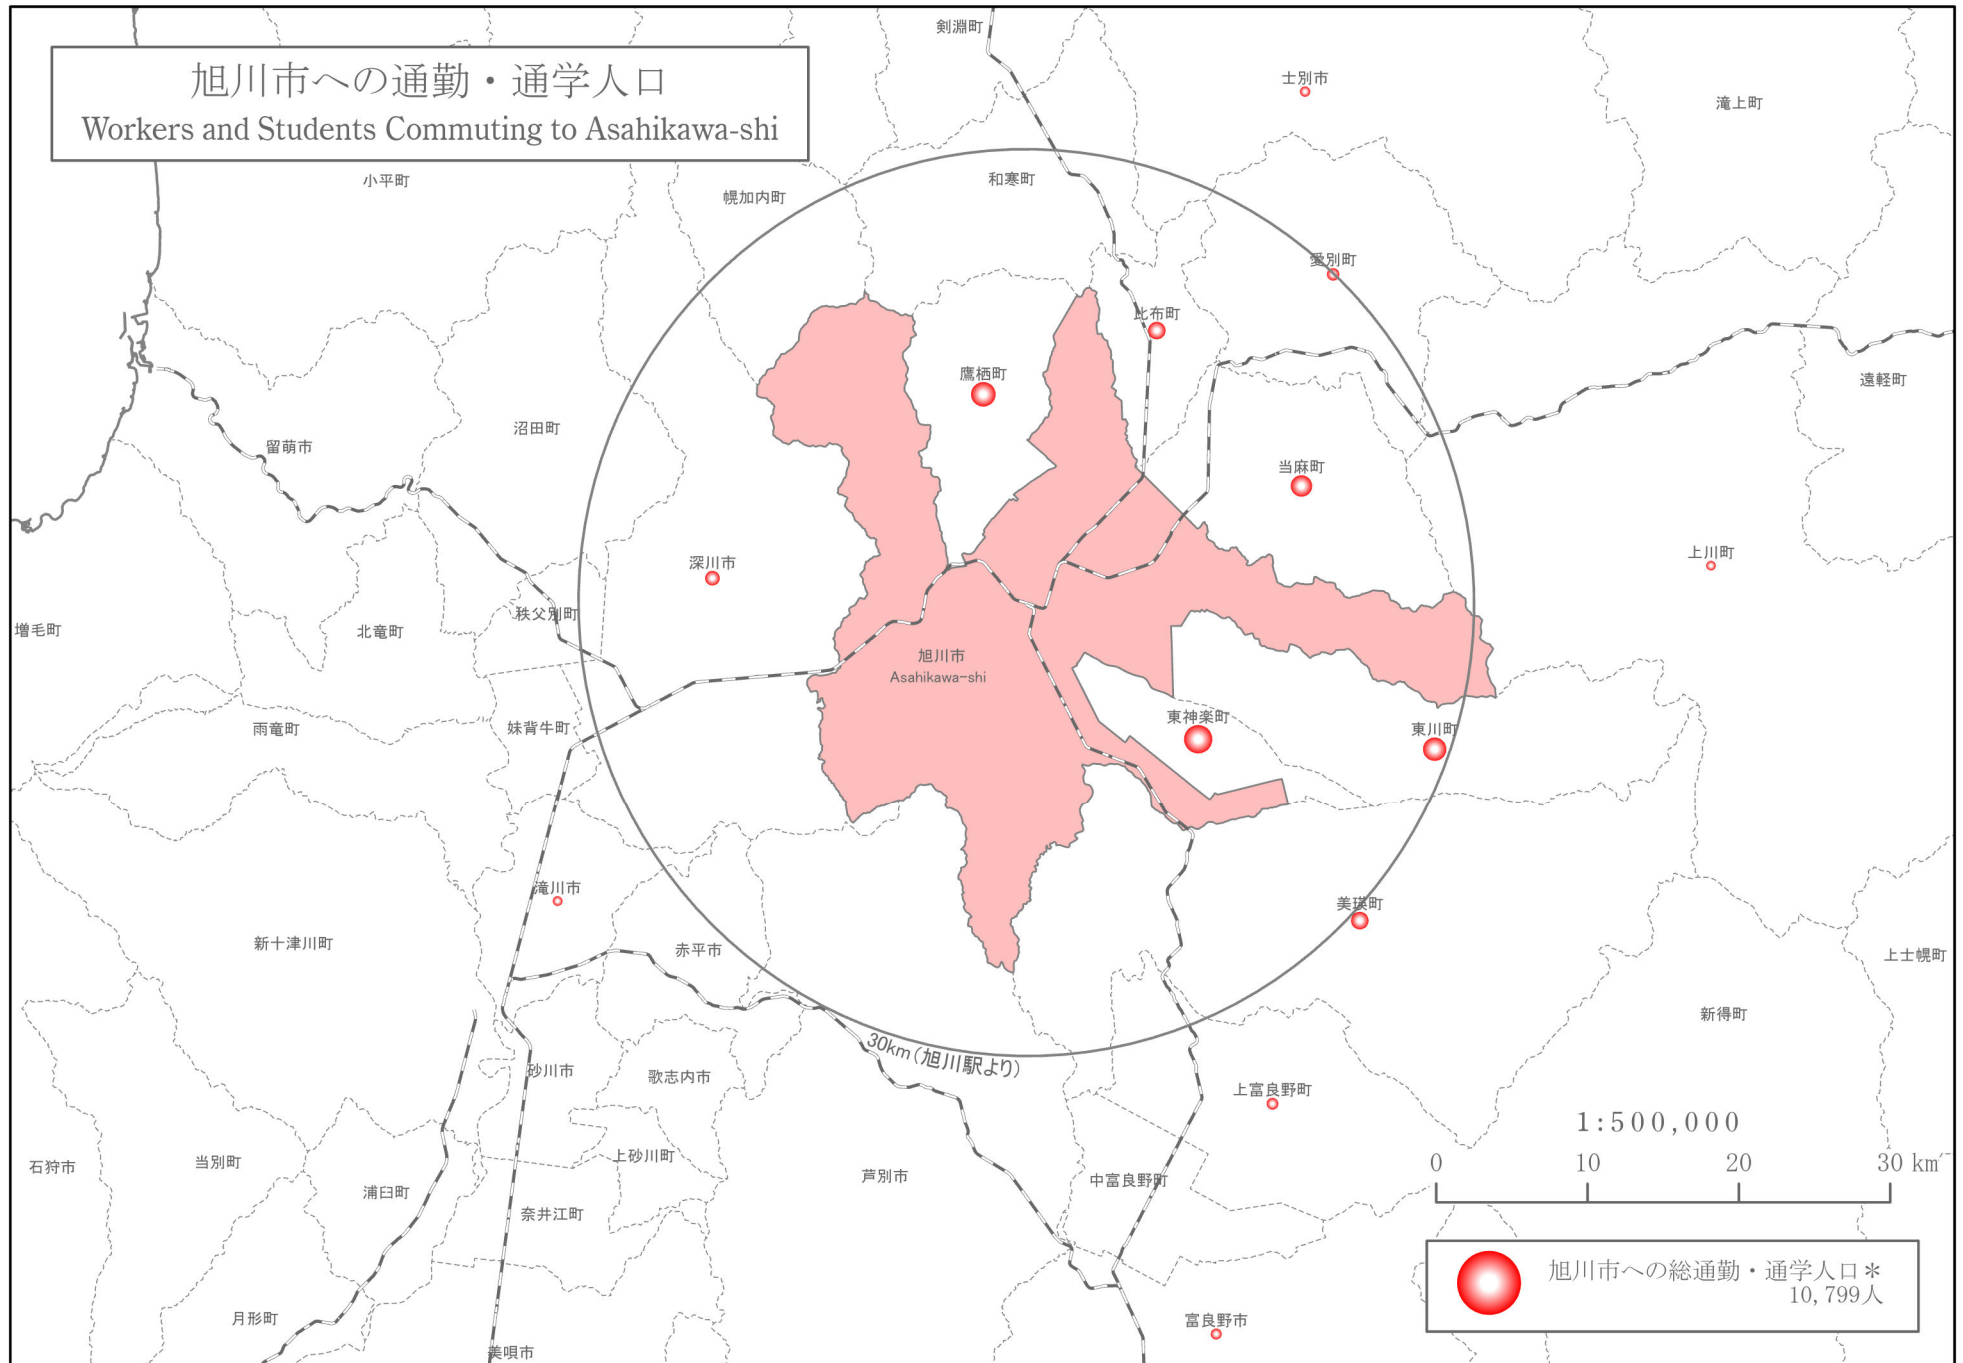 旭川市への通勤・通学人口
Workers and Students Commuting to Asahikawa-shi
剣淵町
士別市
滝上町
小平町
幌加内町
和寒町
愛別町
比布町
鷹栖町
遠軽町
沼田町
留萌市
当麻町
上川町
深川市
秩父別町
増毛町
北竜町
旭川市
Asahikawa-shi
雨竜町
妹背牛町
東神楽町
東川町
滝川市
美瑛町
新十津川町
赤平市
上士幌町
新得町
30km(旭川駅より)
砂川市
歌志内市
上富良野町
1:500,000
0 10 20 30 km
石狩市
当別町
上砂川町
芦別市
中富良野町
浦臼町
奈井江町
旭川市への総通勤・通学人口*
10,799人
月形町
富良野市
美唄市